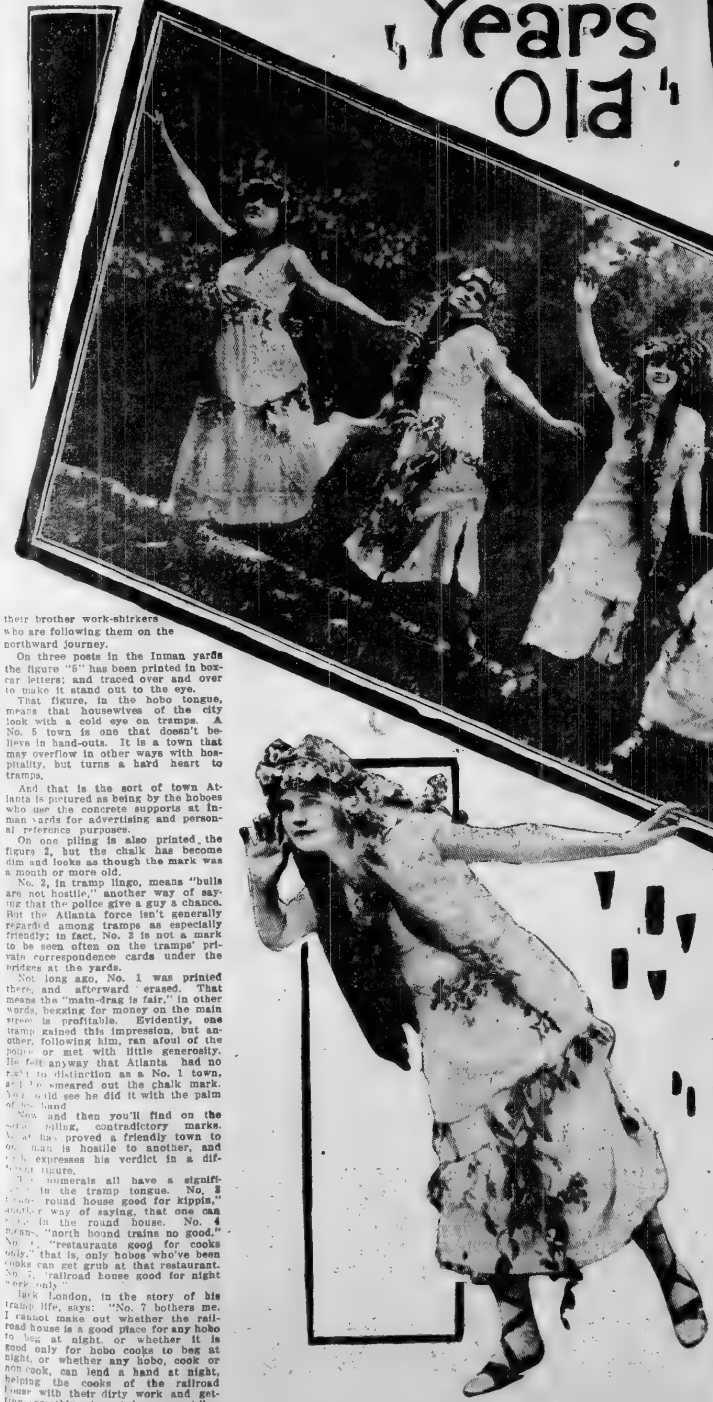 "Years
Old"
their brother work-shirkers
who are following them on the
northward journey.
On three posts in the Inman yards
the figure "5" has been printed in box-
car letters; and traced over and over
to make it stand out to the eye.
That figure, in the hobo tongue,
means that housewives of the city
look with a cold eye on tramps. A
No. 5 town is one that doesn't be-
lieve in hand-outs. It is a town that
may overflow in other ways with hos-
pitality, but turns a hard heart to
tramps.
And that is the sort of town At-
lanta is pictured as being by the hoboes
who use the concrete supports at In-
man yards for advertising and person-
al reference purposes.
On one piling is also printed the
figure 2, but the chalk has become
dim and looks as though the mark was
a month or more old.
No. 2, in tramp lingo, means "bulls
are not hostile," another way of say-
ing that the police give a guy a chance.
But the Atlanta force isn't generally
regarded among tramps as especially
friendly; in fact, No. 2 is not a mark
to be seen often on the tramps' pri-
vate correspondence cards under the
bridges at the yards.
Not long ago, No. 1 was printed
there, and afterward erased. That
means the "main-drag is fair," in other
words, begging for money on the main
street is profitable. Evidently, one
tramp gained this impression, but an-
other, following him, ran afoul of the
police or met with little generosity.
He felt anyway that Atlanta had no
right to distinction as a No. 1 town,
smeared out the chalk mark.
see he did it with the palm
of hand
Now and then you'll find on the
piling, contradictory marks.
has proved a friendly town to
man is hostile to another, and
expresses his verdict in a dif-
figure.
numerals all have a signifi-
in the tramp tongue. No. 3
round house good for kippin,"
way of saying, that one can
in the round house. No. 4
means, "north bound trains no good."
"restaurants good for cooks
only," that is, only hobos who've been
cooks can get grub at that restaurant.
No. 7, "railroad house good for night
work only"
Jack London, in the story of his
tramp life, says: "No. 7 bothers me.
I cannot make out whether the rail-
road house is a good place for any hobo
to beg at night, or whether it is
good only for hobo cooks to beg at
night, or whether any hobo, cook or
non cook, can lend a hand at night,
helping the cooks of the railroad
house with their dirty work and get-